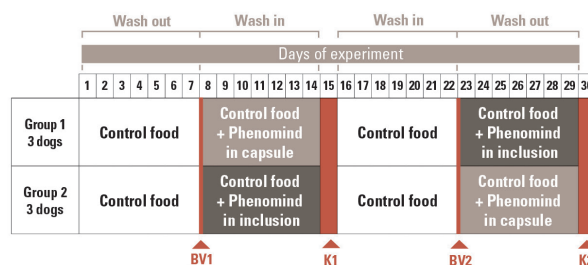 Wash out Wash in Wash in Wash out
Days of experiment
1 2 3 4 5 6 7 8 9 10 11 12 13 14 15 16 17 18 19 20 21 22 23 24 25 26 27 28 29 30
Group 1
3 dogs
Control food
Control food
+ Phenomind
in capsule
Control food
Control food
+ Phenomind
in inclusion
Group 2
3 dogs
Control food
Control food
+ Phenomind
in inclusion
Control food
Control food
+ Phenomind
in capsule
BV1 K1 BV2